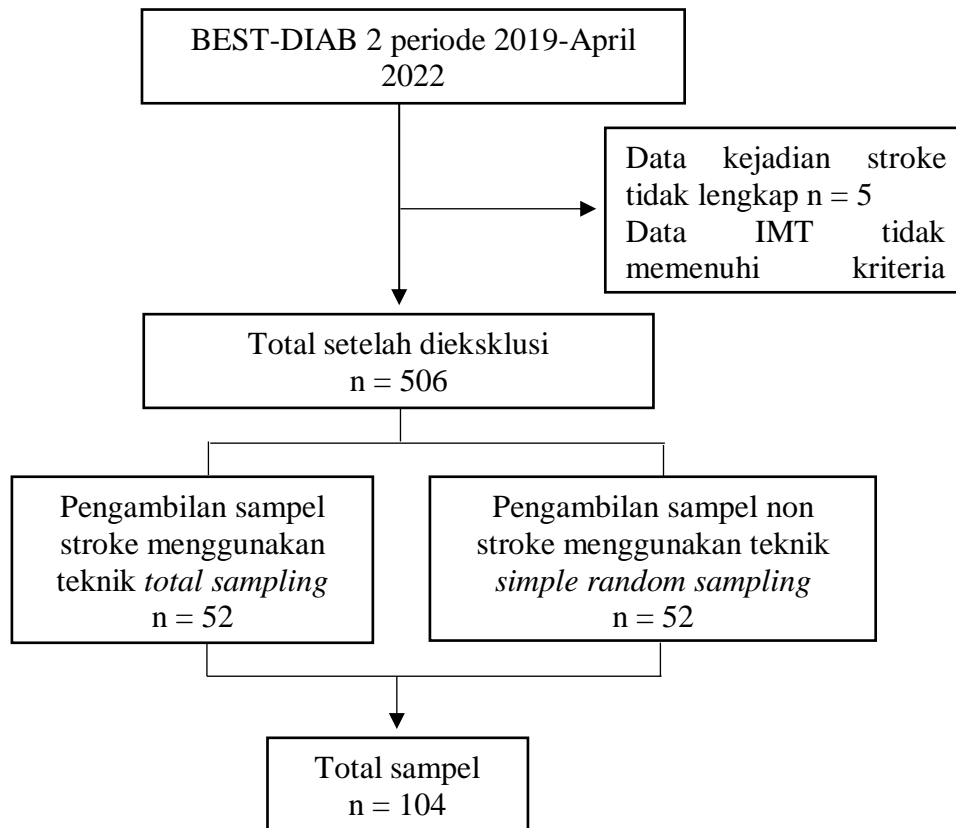 BEST-DIAB 2 periode 2019-April
2022
Data kejadian stroke
tidak lengkap n = 5
Data IMT tidak
memenuhi kriteria
Total setelah dieksklusi
n = 506
Pengambilan sampel
stroke menggunakan
teknik total sampling
n = 52
Pengambilan sampel non
stroke menggunakan teknik
simple random sampling
n = 52
Total sampel
n = 104